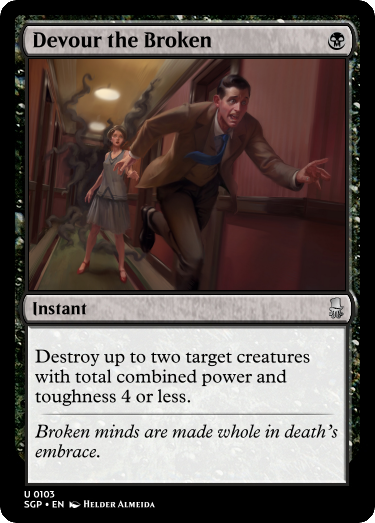 Devour the Broken
Instant
Destroy up to two target creatures
with total combined power and
toughness 4 or less.
Broken minds are made whole in death's
embrace.
U 0103
SGP • EN Helder Almeida